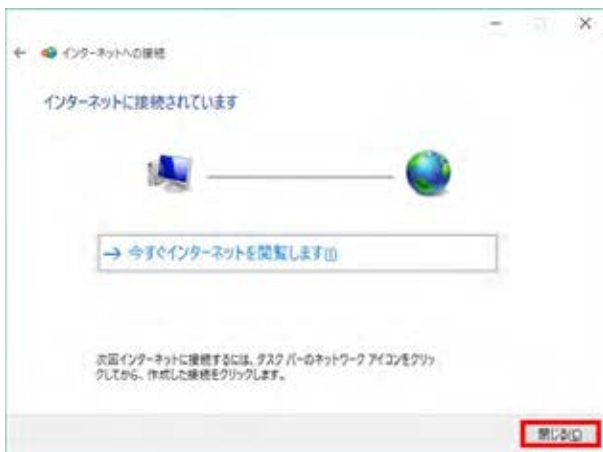 インターネットへの接続
インターネットに接続されています
→ 今すぐインターネットを閲覧します(I)
次回インターネットに接続するには、タスク バーのネットワーク アイコンをクリッ
クしてから、作成した接続をクリックします。
閉じる(C)